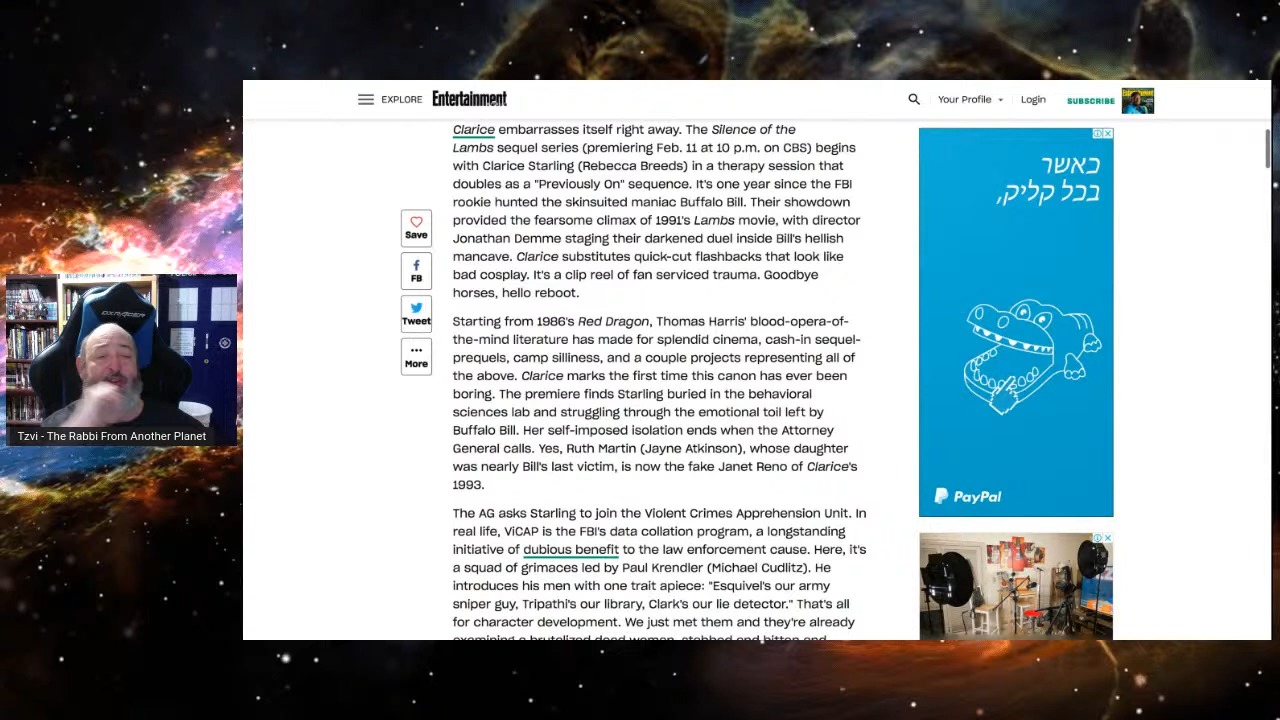 EXPLORE
Entertainment
Your Profile
Login
SUBSCRIBE
Clarice embarrasses itself right away. The Silence of the
Lambs sequel series (premiering Feb. 11 at 10 p.m. on CBS) begins
with Clarice Starling (Rebecca Breeds) in a therapy session that
doubles as a "Previously On" sequence. It's one year since the FBI
rookie hunted the skinsuited maniac Buffalo Bill. Their showdown
provided the fearsome climax of 1991's Lambs movie, with director
Jonathan Demme staging their darkened duel inside Bill's hellish
mancave. Clarice substitutes quick-cut flashbacks that look like
bad cosplay. It's a clip reel of fan serviced trauma. Goodbye
horses, hello reboot.
Starting from 1986's Red Dragon, Thomas Harris' blood-opera-of-
the-mind literature has made for splendid cinema, cash-in sequel-
prequels, camp silliness, and a couple projects representing all of
the above. Clarice marks the first time this canon has ever been
boring. The premiere finds Starling buried in the behavioral
sciences lab and struggling through the emotional toil left by
Buffalo Bill. Her self-imposed isolation ends when the Attorney
General calls. Yes, Ruth Martin (Jayne Atkinson), whose daughter
was nearly Bill's last victim, is now the fake Janet Reno of Clarice's
1993.
The AG asks Starling to join the Violent Crimes Apprehension Unit. In
real life, ViCAP is the FBI's data collation program, a longstanding
initiative of dubious benefit to the law enforcement cause. Here, it's
a squad of grimaces led by Paul Krendler (Michael Cudlitz). He
introduces his men with one trait apiece: "Esquivel's our army
sniper guy, Tripathi's our library, Clark's our lie detector." That's all
for character development. We just met them and they're already
examining a brutalized dead woman, stabbed and bitten and
Save
FB
Tweet
More
כאשר
בכל קליק,
PayPal
DXRACER
Tzvi - The Rabbi From Another Planet